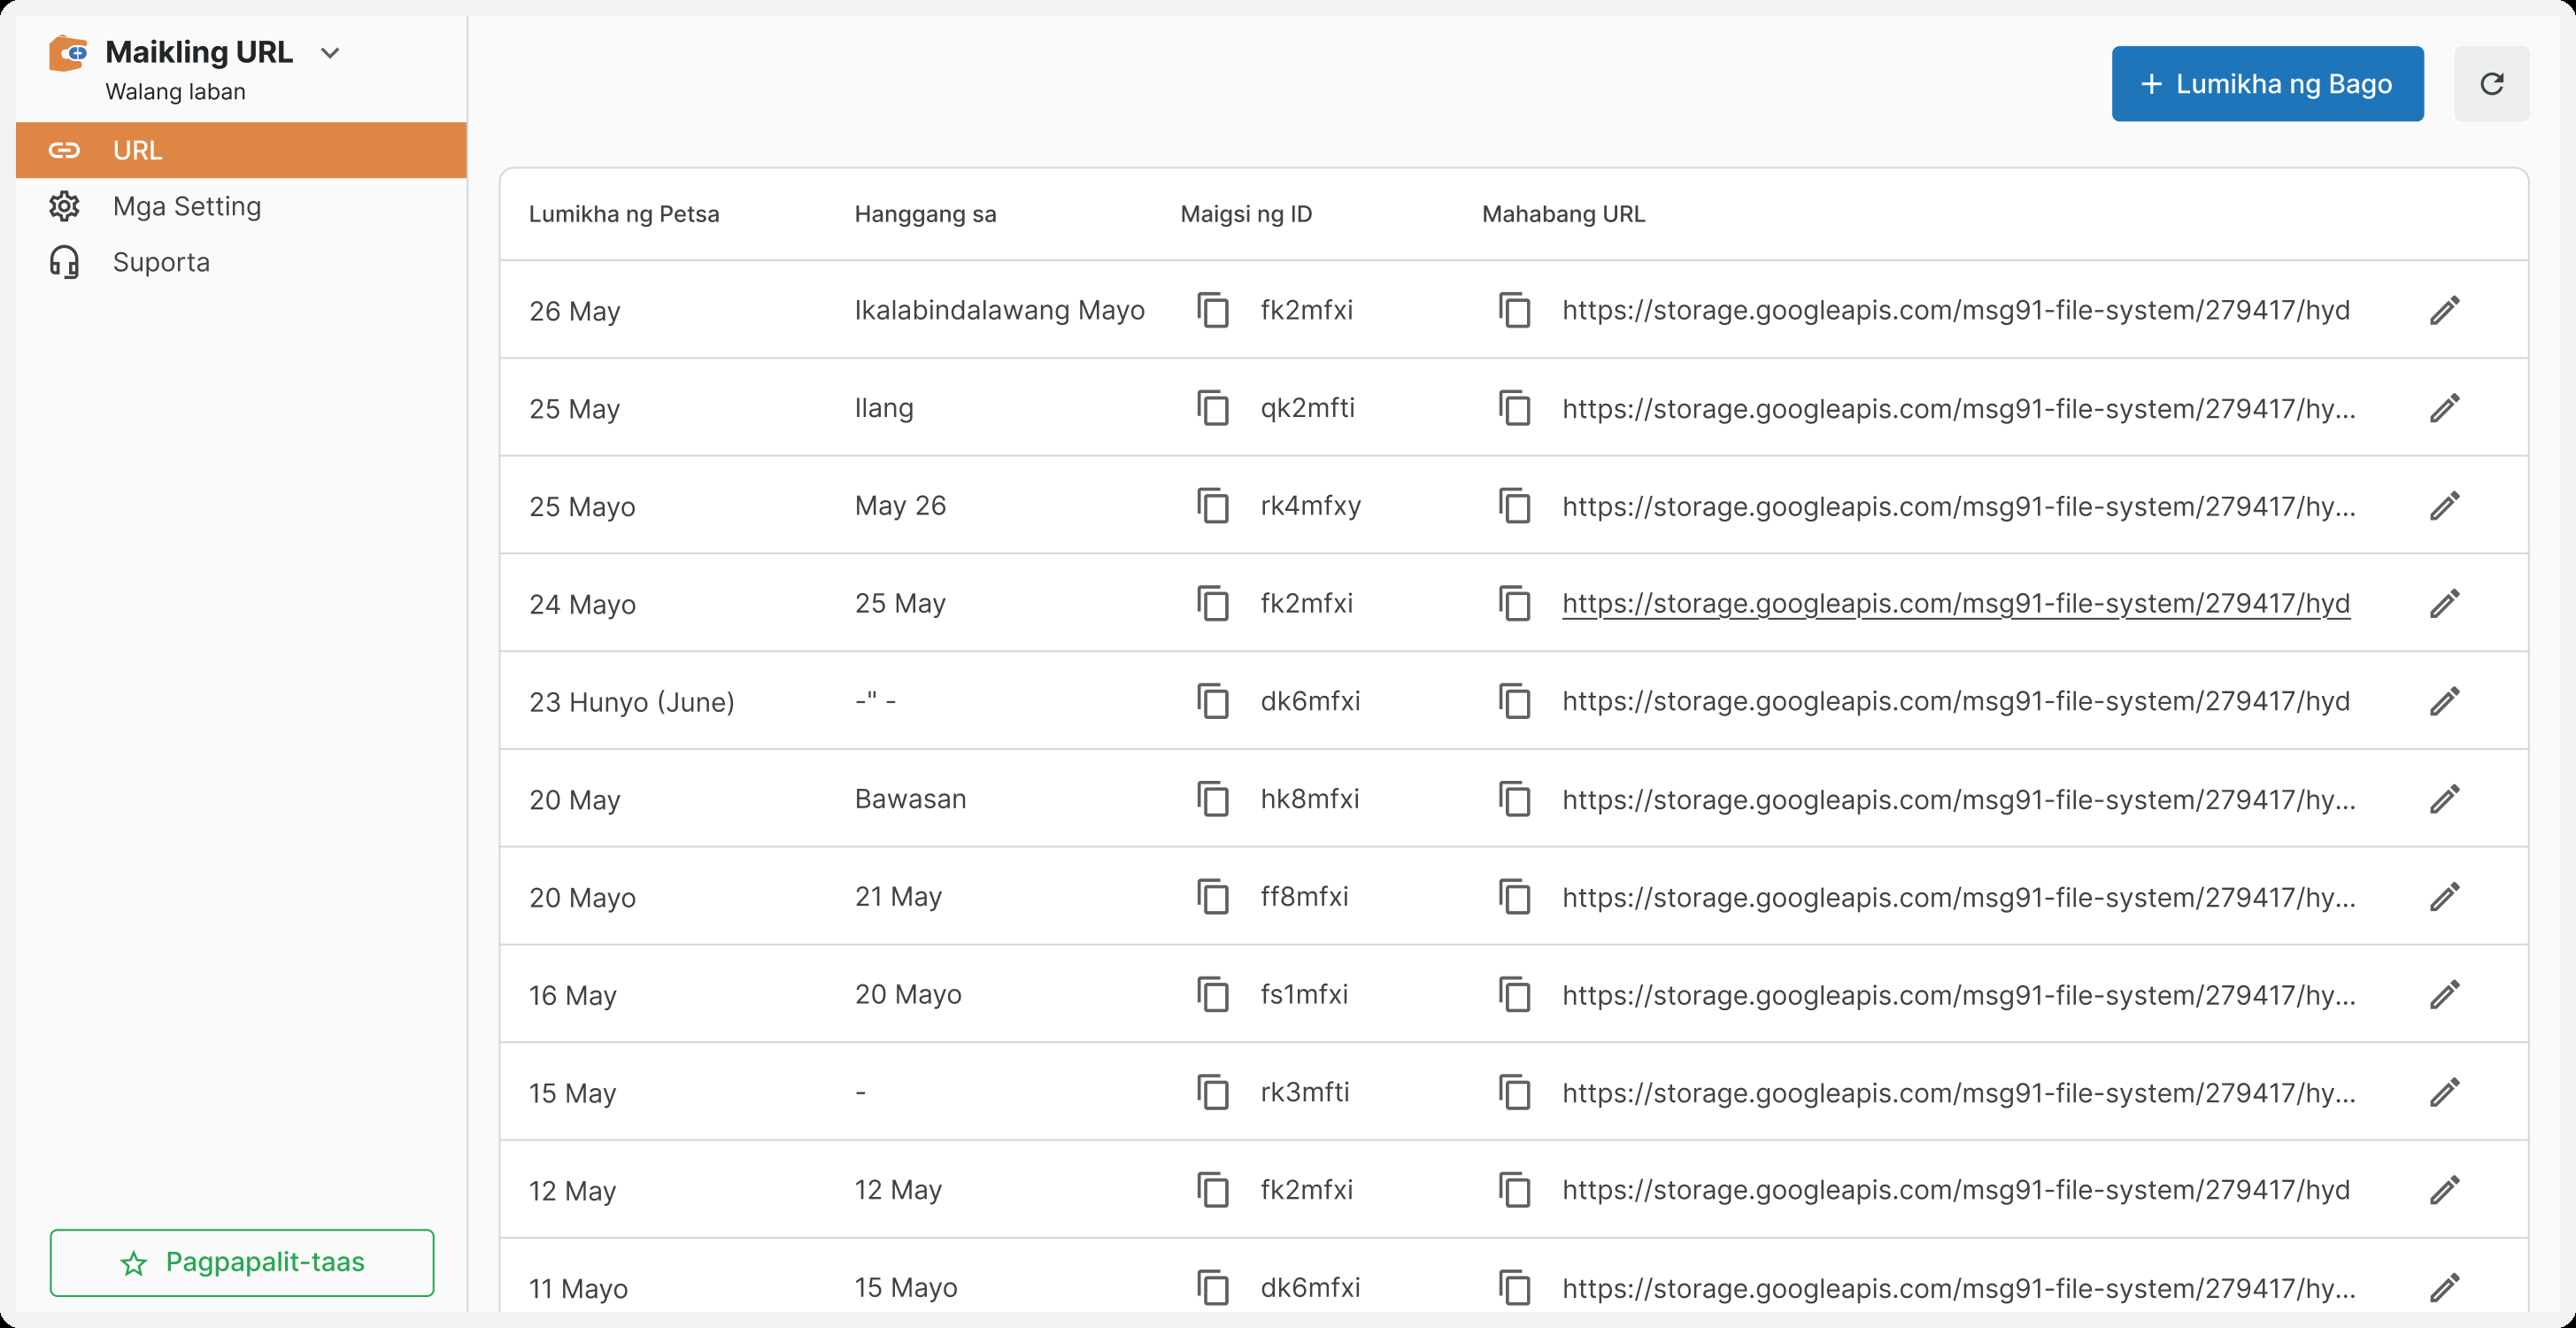 Maikling URL
Walang laban
URL
Mga Setting
Suporta
Pagpapalit-taas
+ Lumikha ng Bago
Lumikha ng Petsa Hanggang sa Maigsi ng ID Mahabang URL
26 May Ikalabindalawang Mayo fk2mfxi https://storage.googleapis.com/msg91-file-system/279417/hyd
25 May Ilang qk2mfti https://storage.googleapis.com/msg91-file-system/279417/hy...
25 Mayo May 26 rk4mfxy https://storage.googleapis.com/msg91-file-system/279417/hy...
24 Mayo 25 May fk2mfxi https://storage.googleapis.com/msg91-file-system/279417/hyd
23 Hunyo (June) -" - dk6mfxi https://storage.googleapis.com/msg91-file-system/279417/hyd
20 May Bawasan hk8mfxi https://storage.googleapis.com/msg91-file-system/279417/hy...
20 Mayo 21 May ff8mfxi https://storage.googleapis.com/msg91-file-system/279417/hy...
16 May 20 Mayo fs1mfxi https://storage.googleapis.com/msg91-file-system/279417/hy...
15 May - rk3mfti https://storage.googleapis.com/msg91-file-system/279417/hy...
12 May 12 May fk2mfxi https://storage.googleapis.com/msg91-file-system/279417/hyd
11 Mayo 15 Mayo dk6mfxi https://storage.googleapis.com/msg91-file-system/279417/hy...